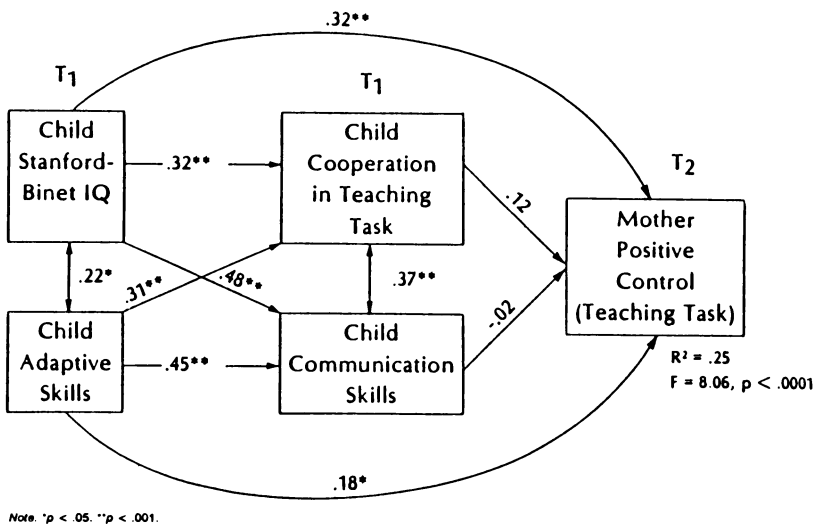 .32**
T1
T1
Child
Stanford-
Binet IQ
.32**
Child
Cooperation
in Teaching
Task
.12
T2
Mother
Positive
Control
(Teaching Task)
.22*
.31**
.48**
.37**
-.02
Child
Adaptive
Skills
.45**
Child
Communication
Skills
R² = .25
F = 8.06, p < .0001
.18*
Note. *p < .05. **p < .001.